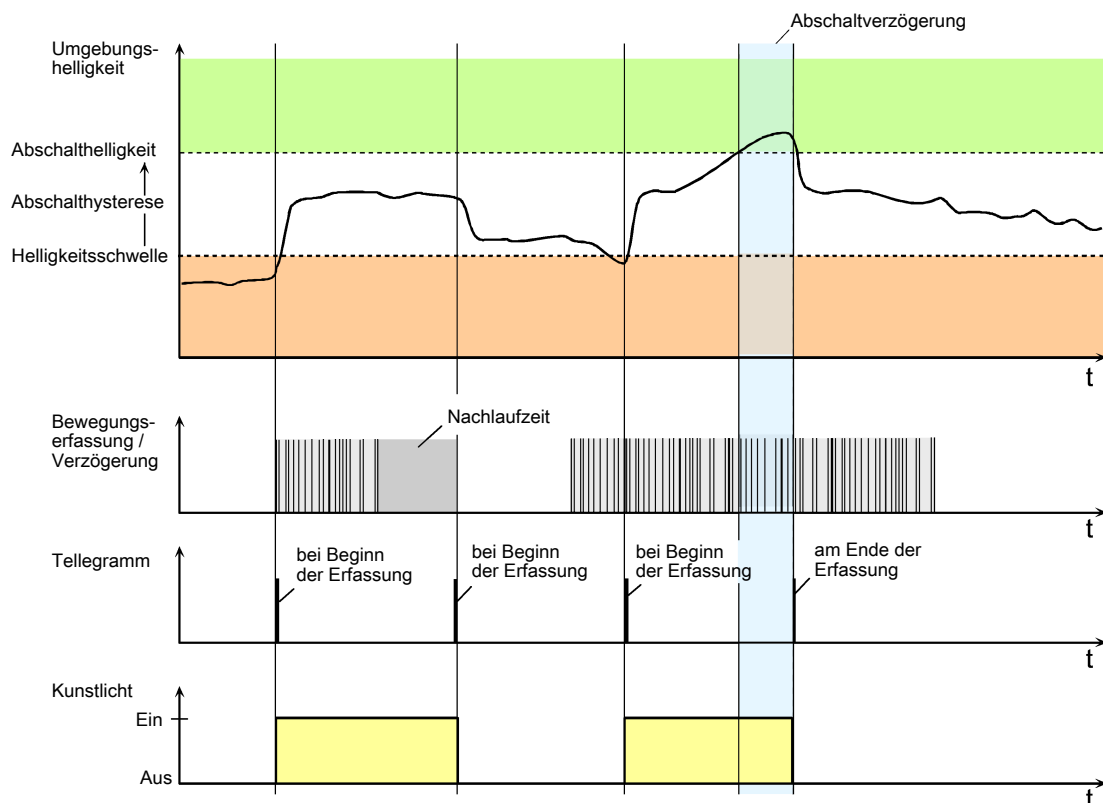 Abschaltverzögerung
Umgebungs-
helligkeit
Abschalthelligkeit
Abschalthysterese
Helligkeitsschwelle
t
Bewegungs-
erfassung /
Verzögerung
Nachlaufzeit
t
Tellegramm
bei Beginn
der Erfassung
bei Beginn
der Erfassung
bei Beginn
der Erfassung
am Ende der
Erfassung
t
Kunstlicht
Ein
Aus
t